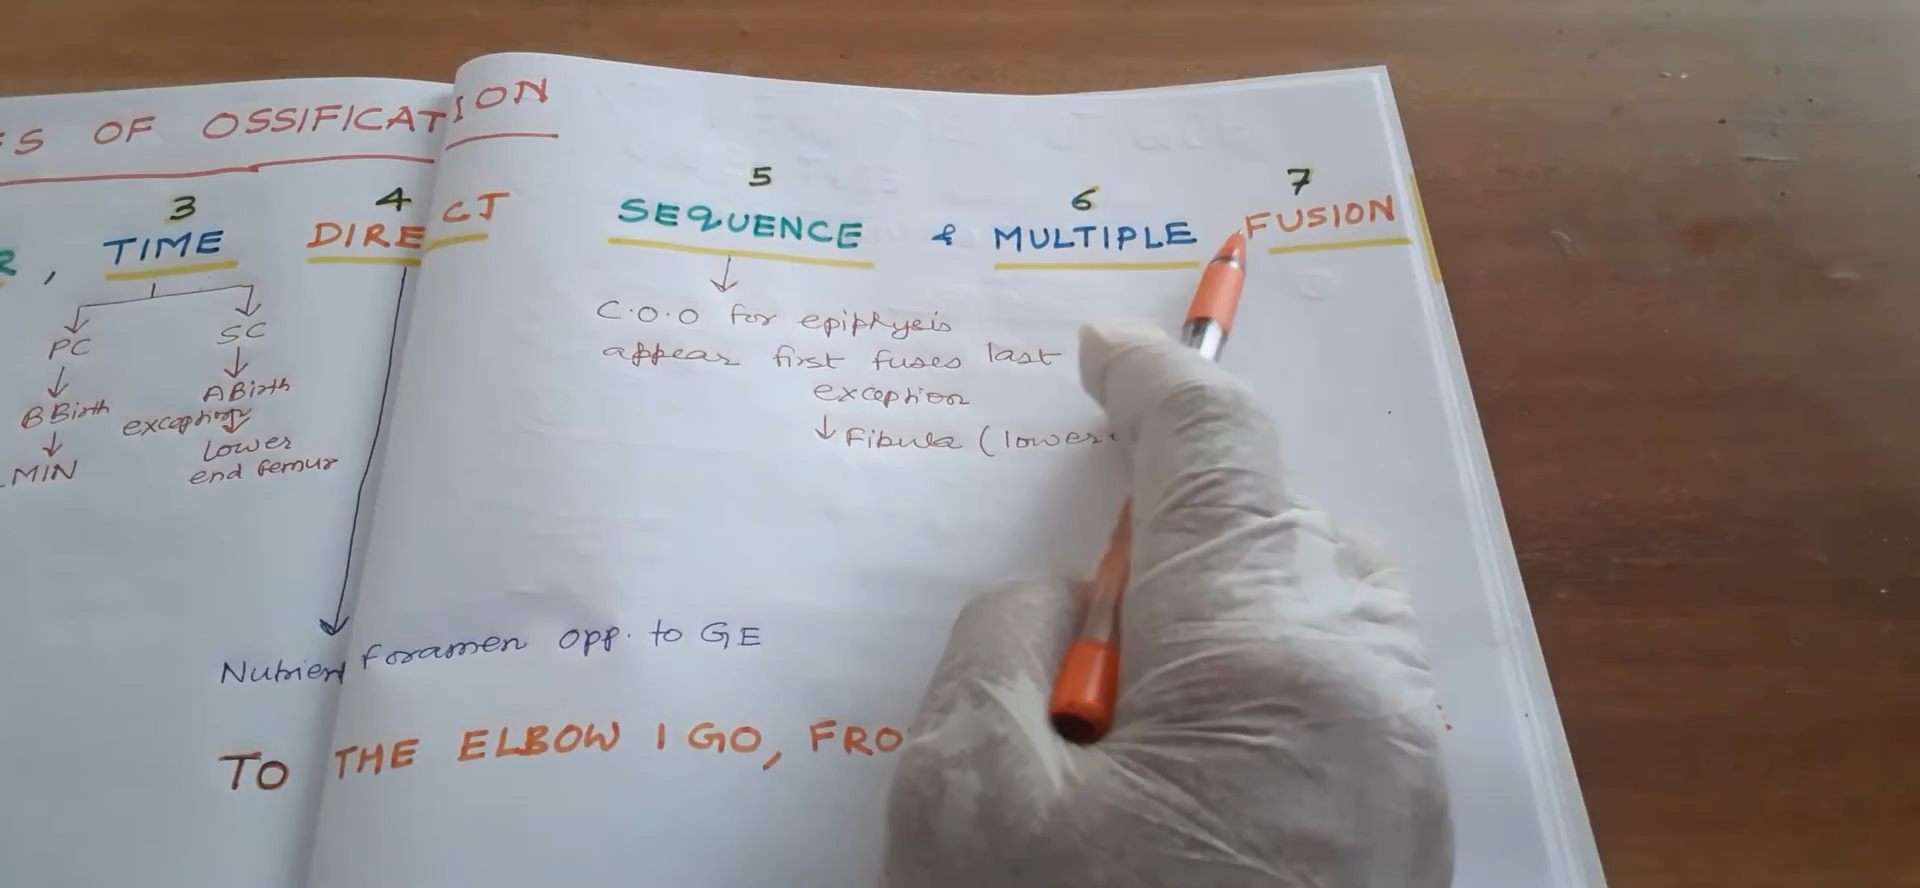 S OF OSSIFICATION
3 4 5 6 7
R, TIME DIRECT SEQUENCE & MULTIPLE FUSION
PC SC
B Birth A Birth
MIN exception
Lower
end femur
C.O.O for epiphysis
appear first fuses last
exception
Fibula (lower
Nutrient foramen opp. to GE
TO THE ELBOW I GO, FRO